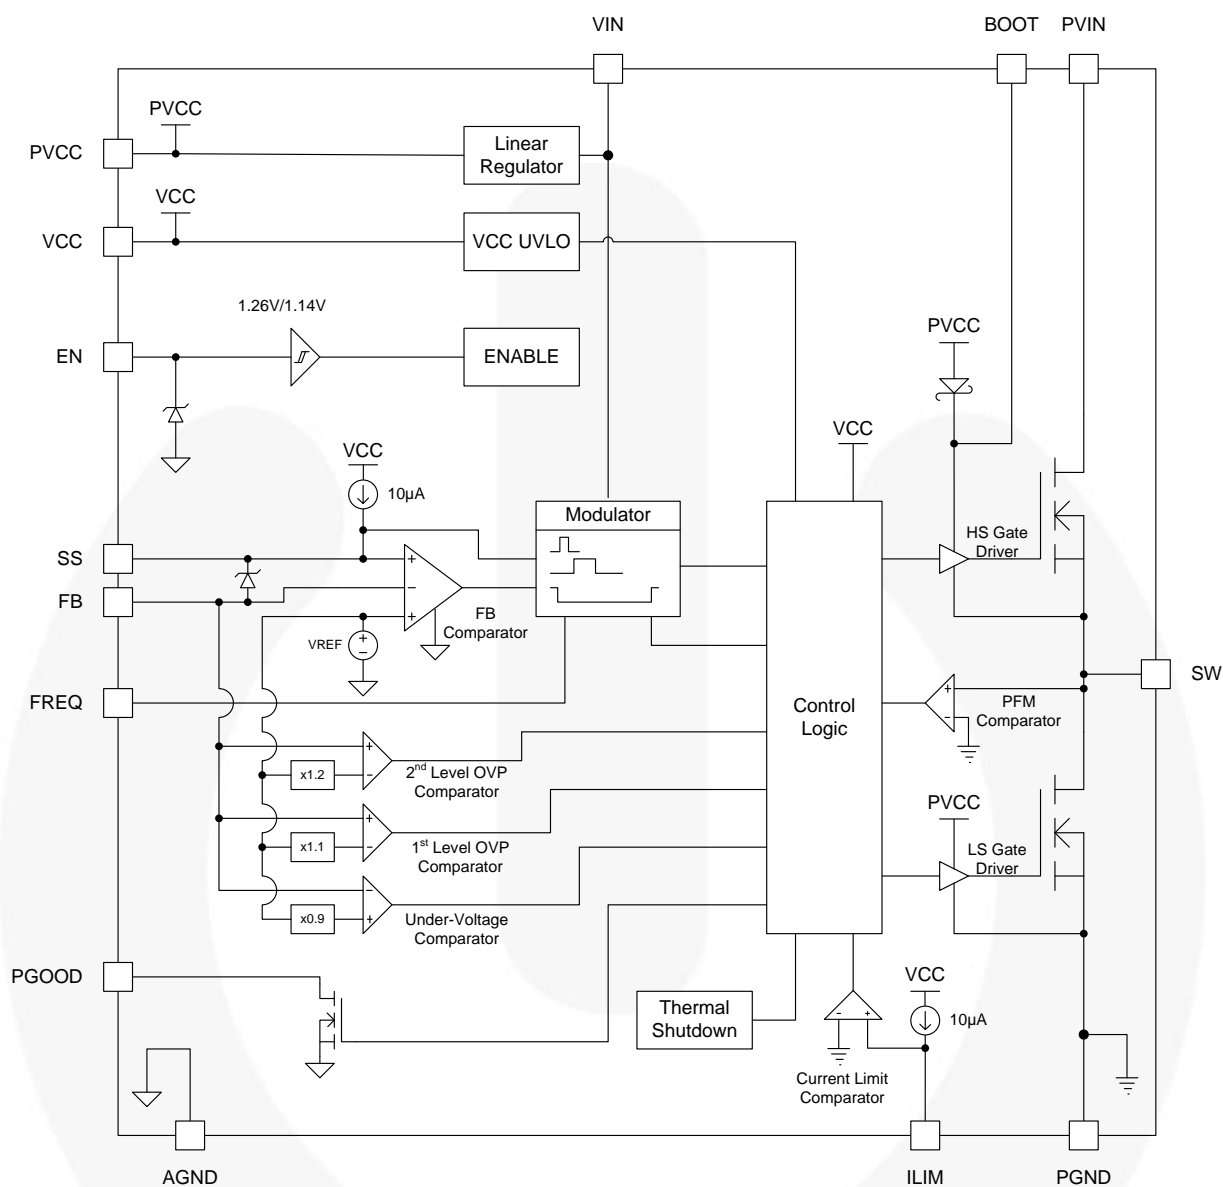 VIN
BOOT
PVIN
PVCC
PVCC
Linear
Regulator
VCC
VCC
VCC UVLO
1.26V/1.14V
EN
ENABLE
PVCC
VCC
VCC
10µA
Modulator
SS
HS Gate
Driver
FB
FB
Comparator
VREF
FREQ
SW
PFM
Comparator
Control
Logic
x1.2
2nd Level OVP
Comparator
PVCC
x1.1
1st Level OVP
Comparator
LS Gate
Driver
x0.9
Under-Voltage
Comparator
PGOOD
VCC
Thermal
Shutdown
10µA
Current Limit
Comparator
AGND
ILIM
PGND